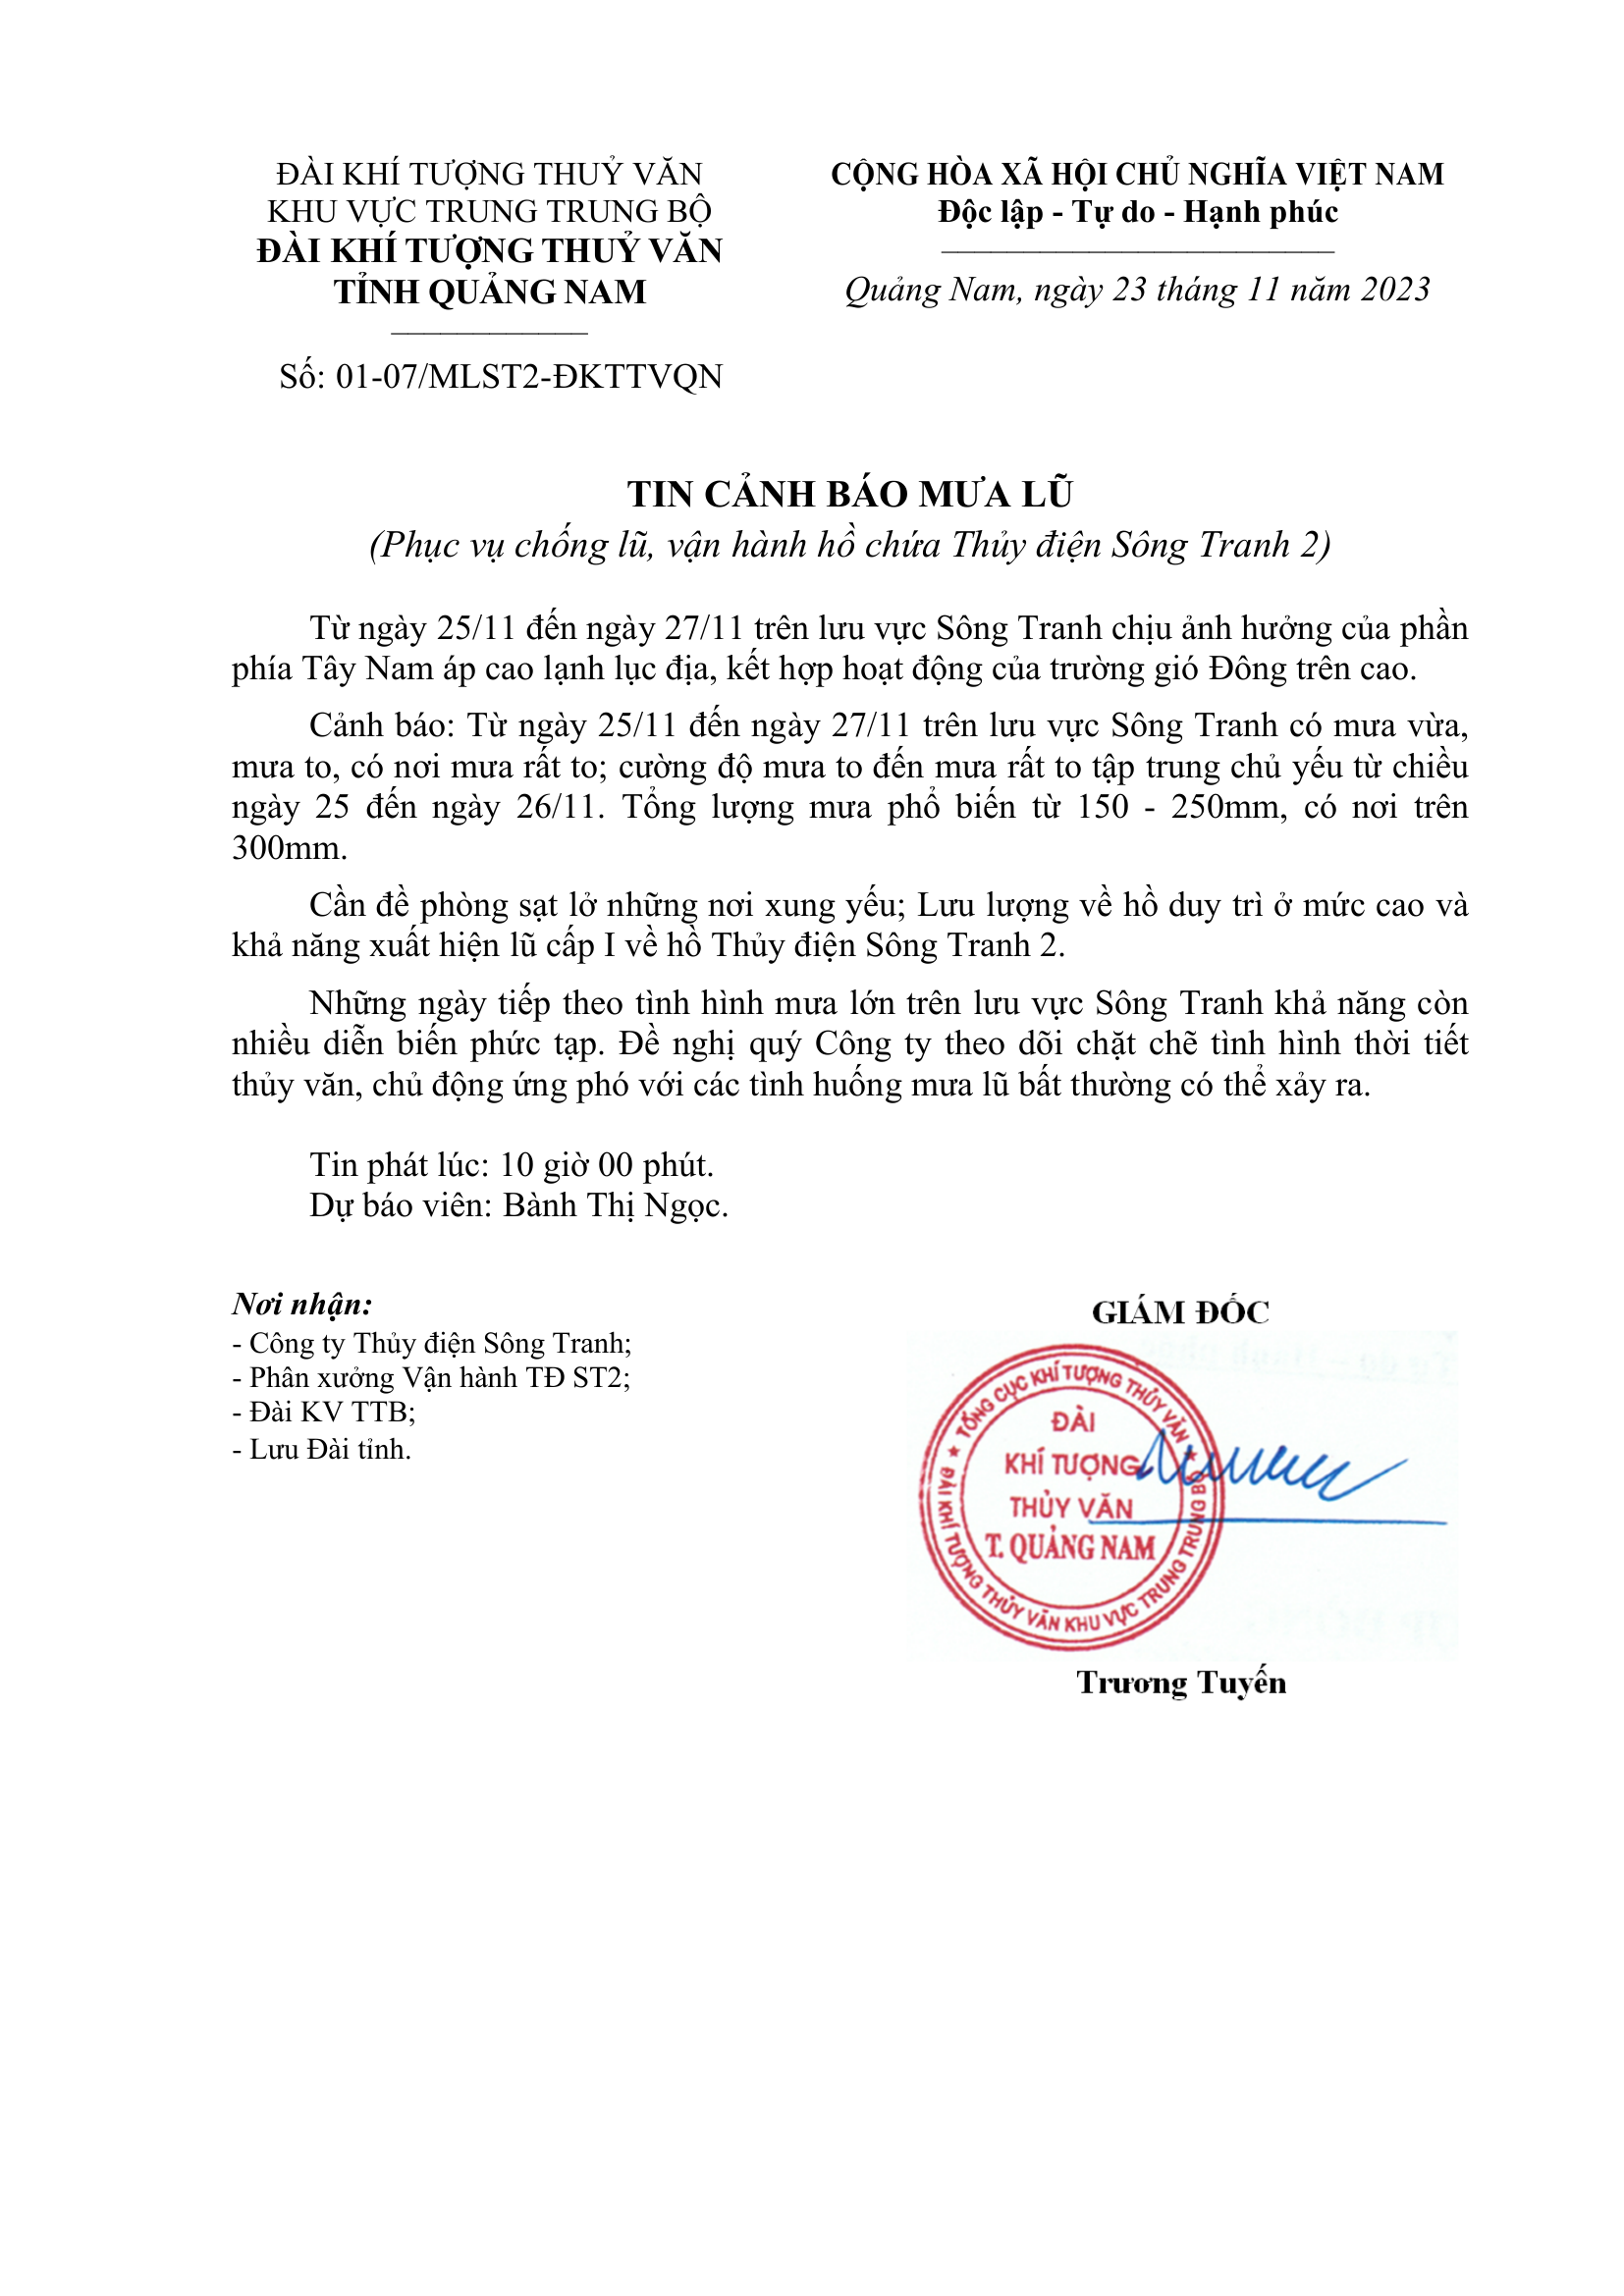 ĐÀI KHÍ TƯỢNG THUỶ VĂN
KHU VỰC TRUNG TRUNG BỘ
ĐÀI KHÍ TƯỢNG THUỶ VĂN
TỈNH QUẢNG NAM
Số: 01-07/MLST2-ĐKTTVQN
CỘNG HÒA XÃ HỘI CHỦ NGHĨA VIỆT NAM
Độc lập - Tự do - Hạnh phúc
Quảng Nam, ngày 23 tháng 11 năm 2023
TIN CẢNH BÁO MƯA LŨ
(Phục vụ chống lũ, vận hành hồ chứa Thủy điện Sông Tranh 2)
Từ ngày 25/11 đến ngày 27/11 trên lưu vực Sông Tranh chịu ảnh hưởng của phần
phía Tây Nam áp cao lạnh lục địa, kết hợp hoạt động của trường gió Đông trên cao.
Cảnh báo: Từ ngày 25/11 đến ngày 27/11 trên lưu vực Sông Tranh có mưa vừa,
mưa to, có nơi mưa rất to; cường độ mưa to đến mưa rất to tập trung chủ yếu từ chiều
ngày 25 đến ngày 26/11. Tổng lượng mưa phổ biến từ 150 - 250mm, có nơi trên
300mm.
Cần đề phòng sạt lở những nơi xung yếu; Lưu lượng về hồ duy trì ở mức cao và
khả năng xuất hiện lũ cấp I về hồ Thủy điện Sông Tranh 2.
Những ngày tiếp theo tình hình mưa lớn trên lưu vực Sông Tranh khả năng còn
nhiều diễn biến phức tạp. Đề nghị quý Công ty theo dõi chặt chẽ tình hình thời tiết
thủy văn, chủ động ứng phó với các tình huống mưa lũ bất thường có thể xảy ra.
Tin phát lúc: 10 giờ 00 phút.
Dự báo viên: Bành Thị Ngọc.
Nơi nhận:
- Công ty Thủy điện Sông Tranh;
- Phân xưởng Vận hành TĐ ST2;
- Đài KV TTB;
- Lưu Đài tỉnh.
GIÁM ĐỐC
TỔNG CỤC KHÍ TƯỢNG THỦY VĂN
ĐÀI KHÍ TƯỢNG THỦY VĂN KHU VỰC TRUNG TRUNG BỘ
ĐÀI
KHÍ TƯỢNG
THỦY VĂN
T. QUẢNG NAM
Trương Tuyến